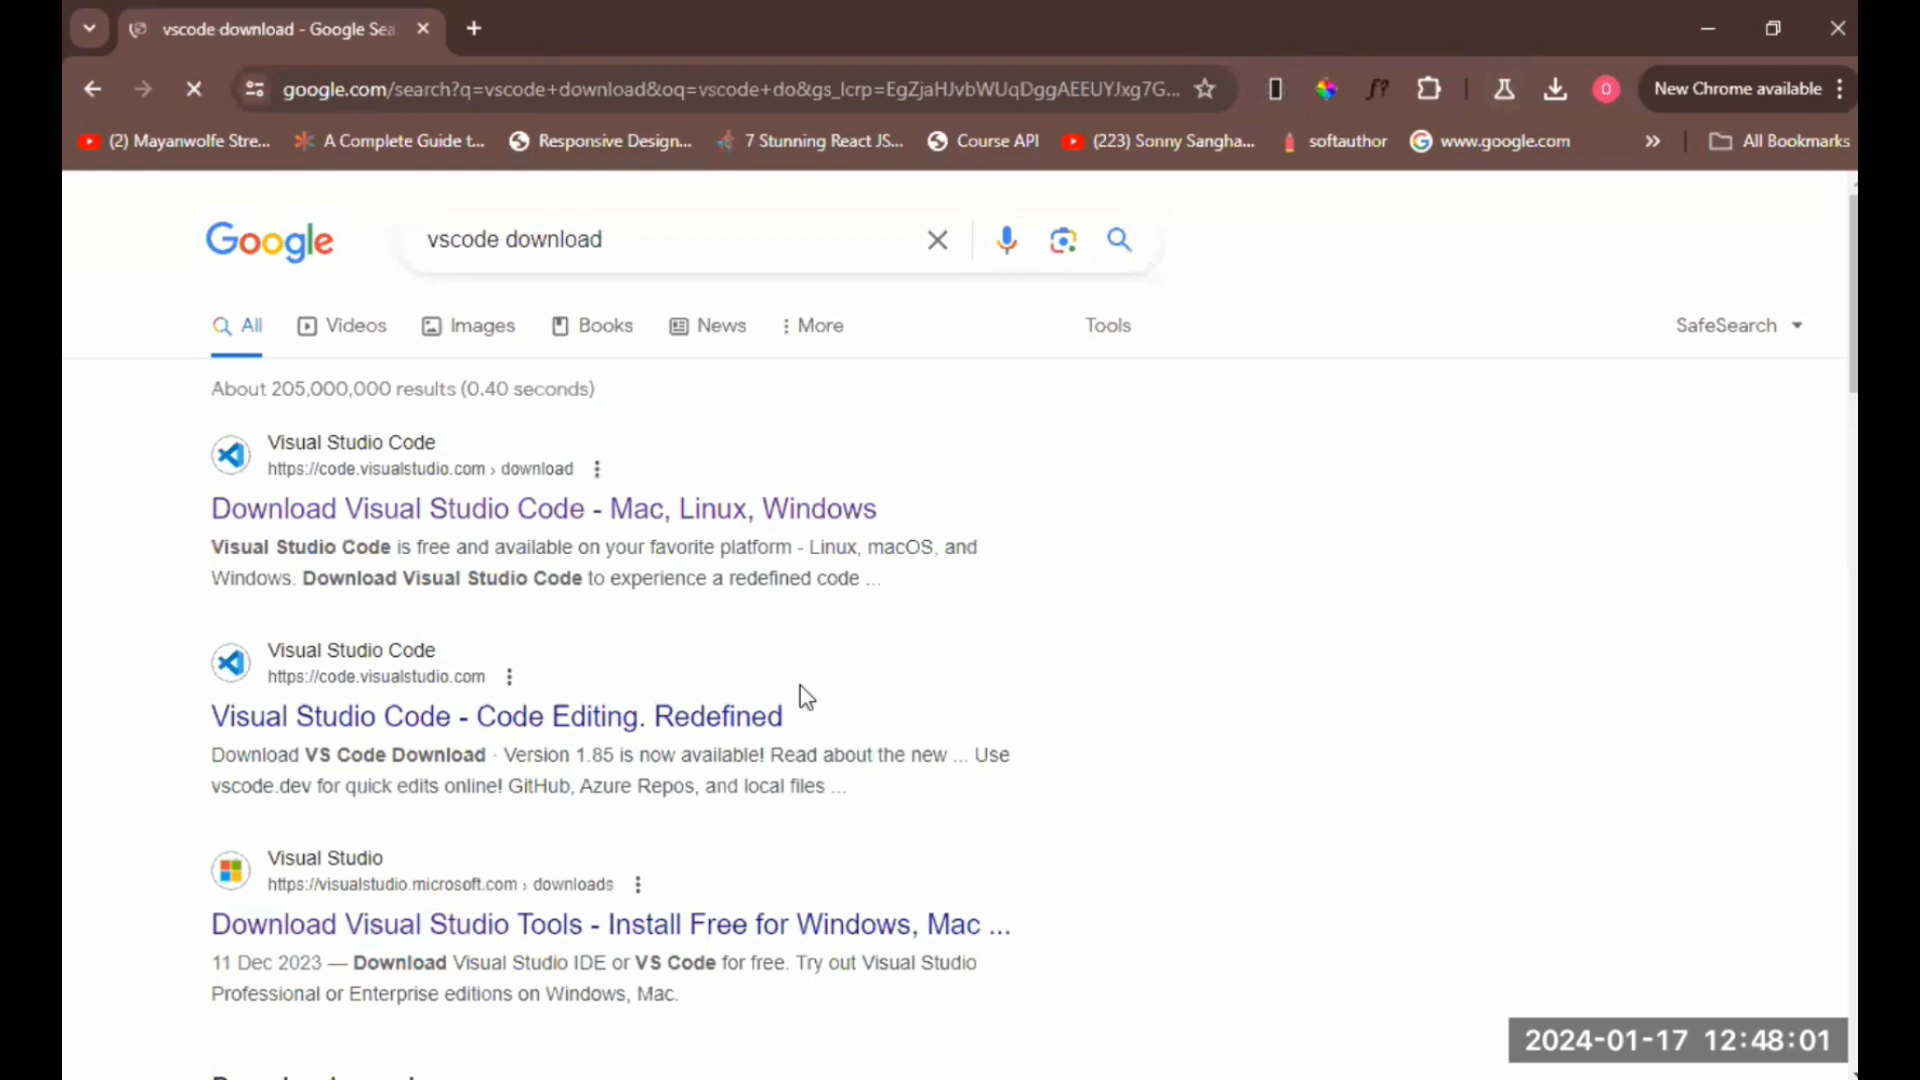 vscode download - Google Sea
google.com/search?q=vscode+download&oq=vscode+do&gs_lcrp=EgZjaHJvbWUqDggAEEUYJxg7G...
f?
O
New Chrome available
(2) Mayanwolfe Stre...
A Complete Guide t...
Responsive Design...
7 Stunning React JS...
Course API
(223) Sonny Sangha...
softauthor
www.google.com
All Bookmarks
Google
vscode download
All
Videos
Images
Books
News
More
Tools
SafeSearch
About 205,000,000 results (0.40 seconds)
Visual Studio Code
https://code.visualstudio.com › download
Download Visual Studio Code - Mac, Linux, Windows
Visual Studio Code is free and available on your favorite platform - Linux, macOS, and
Windows. Download Visual Studio Code to experience a redefined code ...
Visual Studio Code
https://code.visualstudio.com
Visual Studio Code - Code Editing. Redefined
Download VS Code Download · Version 1.85 is now available! Read about the new ... Use
vscode.dev for quick edits online! GitHub, Azure Repos, and local files ...
Visual Studio
https://visualstudio.microsoft.com › downloads
Download Visual Studio Tools - Install Free for Windows, Mac ...
11 Dec 2023 — Download Visual Studio IDE or VS Code for free. Try out Visual Studio
Professional or Enterprise editions on Windows, Mac.
2024-01-17 12:48:01